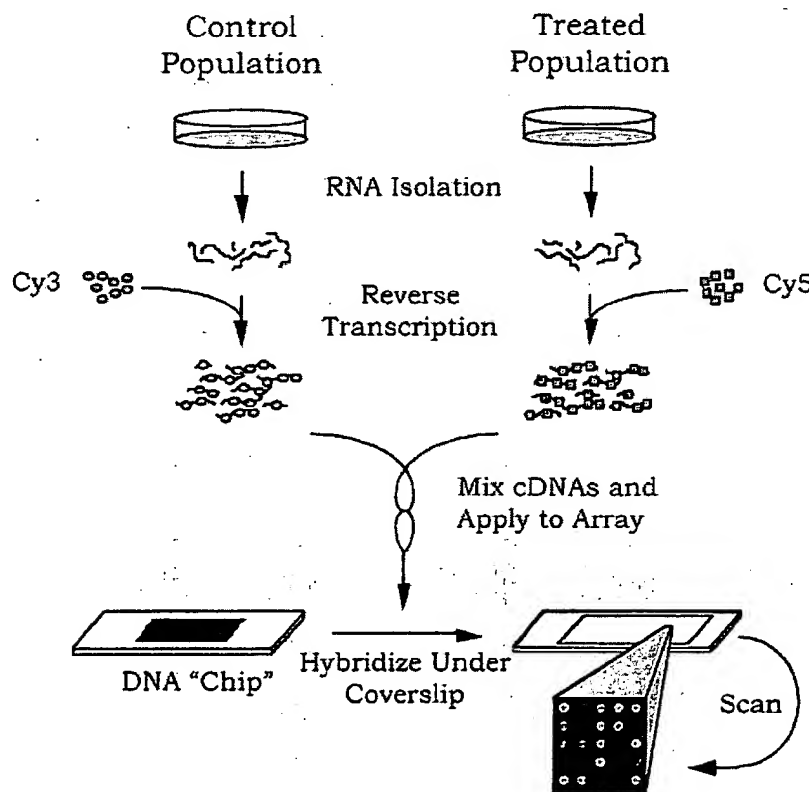 Control
Population
Treated
Population
RNA Isolation
Cy3
Reverse
Transcription
Cy5
Mix cDNAs and
Apply to Array
DNA "Chip"
Hybridize Under
Coverslip
Scan